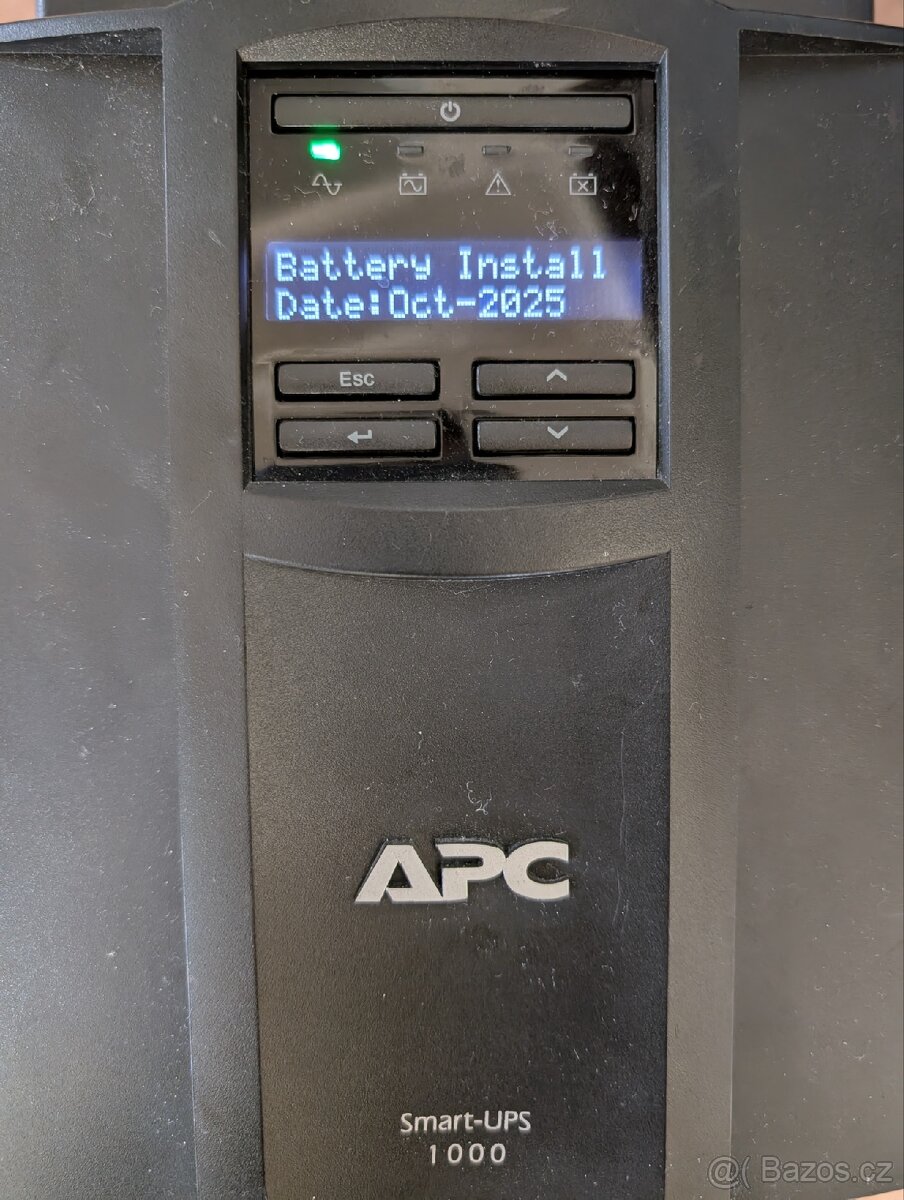 Battery Install
Date:Oct-2025
Esc
APC
Smart-UPS
1000
@( Bazos.cz